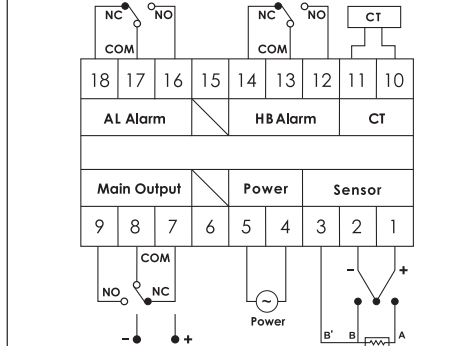 NC NO NC NO CT
COM COM
18 17 16 15 14 13 12 11 10
AL Alarm HB Alarm CT
Main Output Power Sensor
9 8 7 6 5 4 3 2 1
COM
NO NC ~ - +
Power
- + B' B A